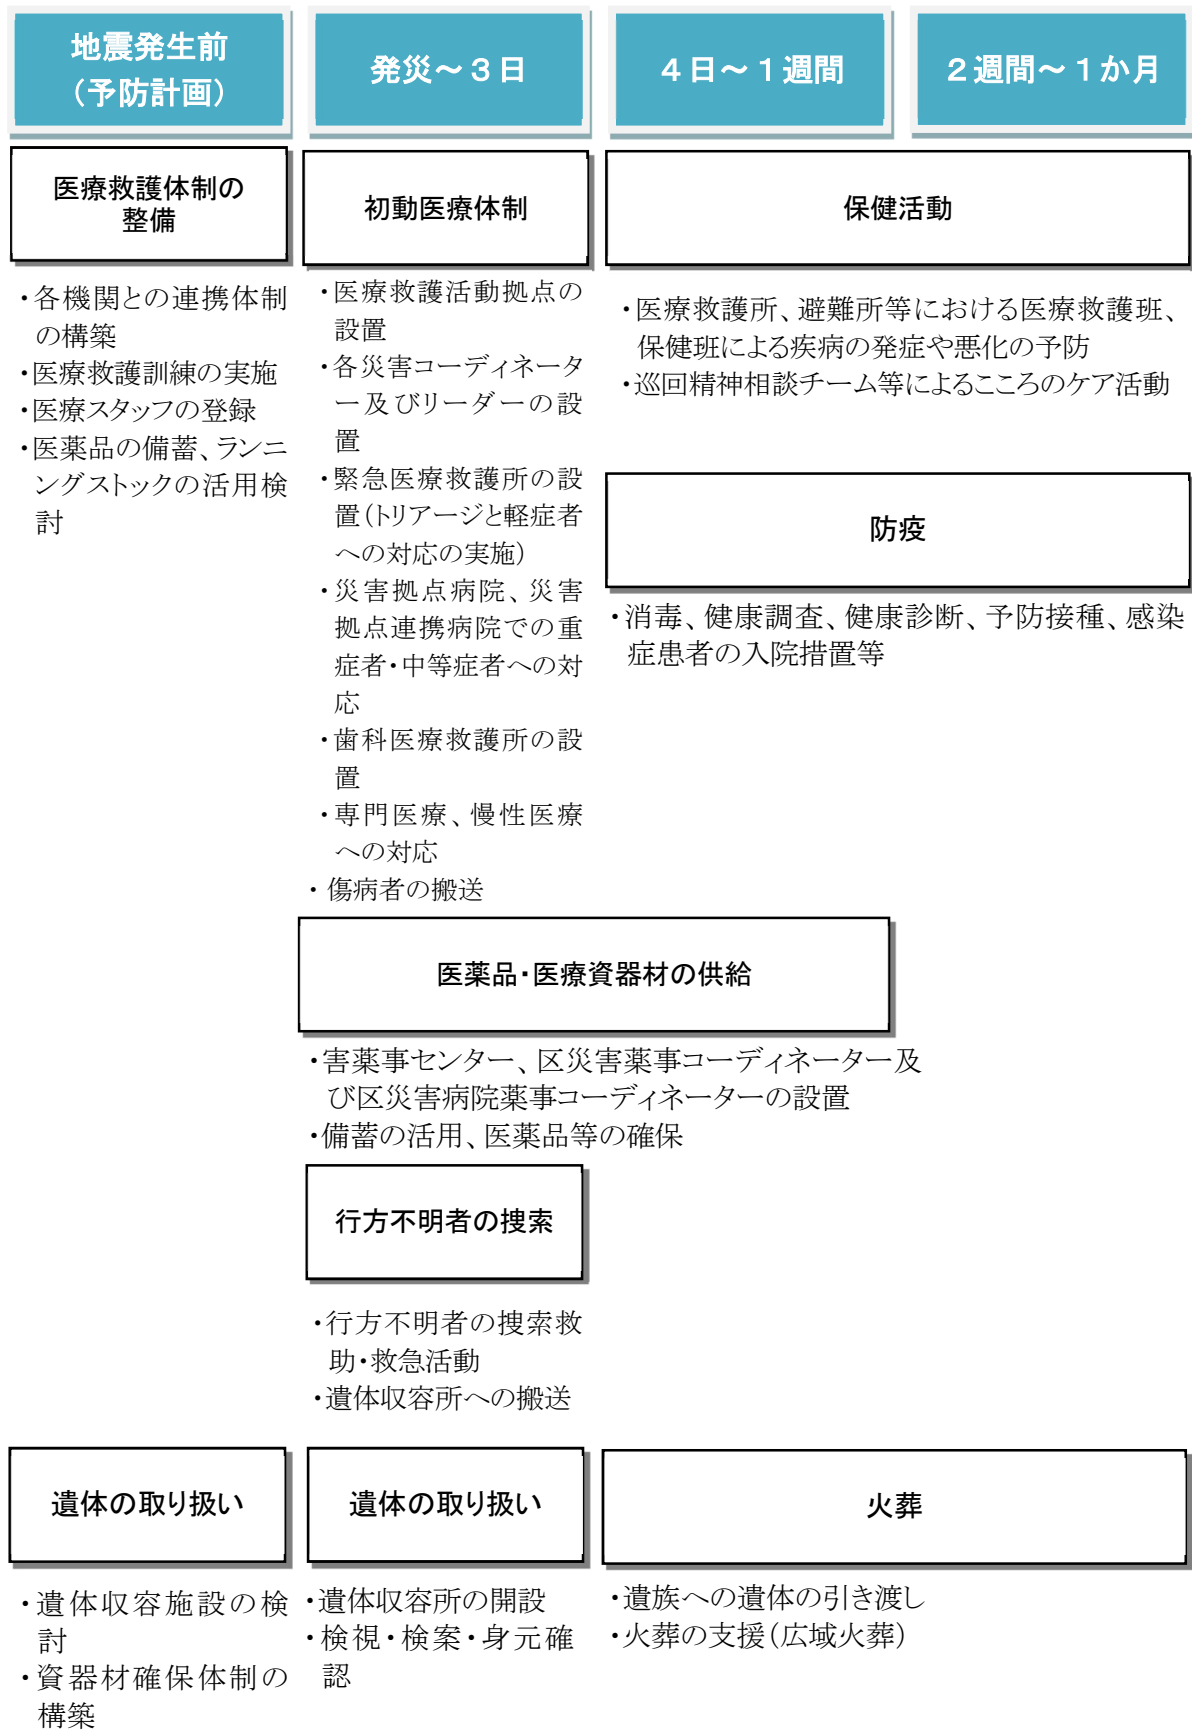 地震発生前
（予防計画）
発災～３日
４日～１週間
２週間～１か月
医療救護体制の
整備
・各機関との連携体制
の構築
・医療救護訓練の実施
・医療スタッフの登録
・医薬品の備蓄、ランニ
ングストックの活用検
討
初動医療体制
・医療救護活動拠点の
設置
・各災害コーディネータ
ー及びリーダーの設
置
・緊急医療救護所の設
置（トリアージと軽症者
への対応の実施）
・災害拠点病院、災害
拠点連携病院での重
症者・中等症者への対
応
・歯科医療救護所の設
置
・専門医療、慢性医療
への対応
・傷病者の搬送
保健活動
・医療救護所、避難所等における医療救護班、
保健班による疾病の発症や悪化の予防
・巡回精神相談チーム等によるこころのケア活動
防疫
・消毒、健康調査、健康診断、予防接種、感染
症患者の入院措置等
医薬品・医療資器材の供給
・害薬事センター、区災害薬事コーディネーター及
び区災害病院薬事コーディネーターの設置
・備蓄の活用、医薬品等の確保
行方不明者の捜索
・行方不明者の捜索救
助・救急活動
・遺体収容所への搬送
遺体の取り扱い
・遺体収容施設の検
討
・資器材確保体制の
構築
遺体の取り扱い
・遺体収容所の開設
・検視・検案・身元確
認
火葬
・遺族への遺体の引き渡し
・火葬の支援（広域火葬）